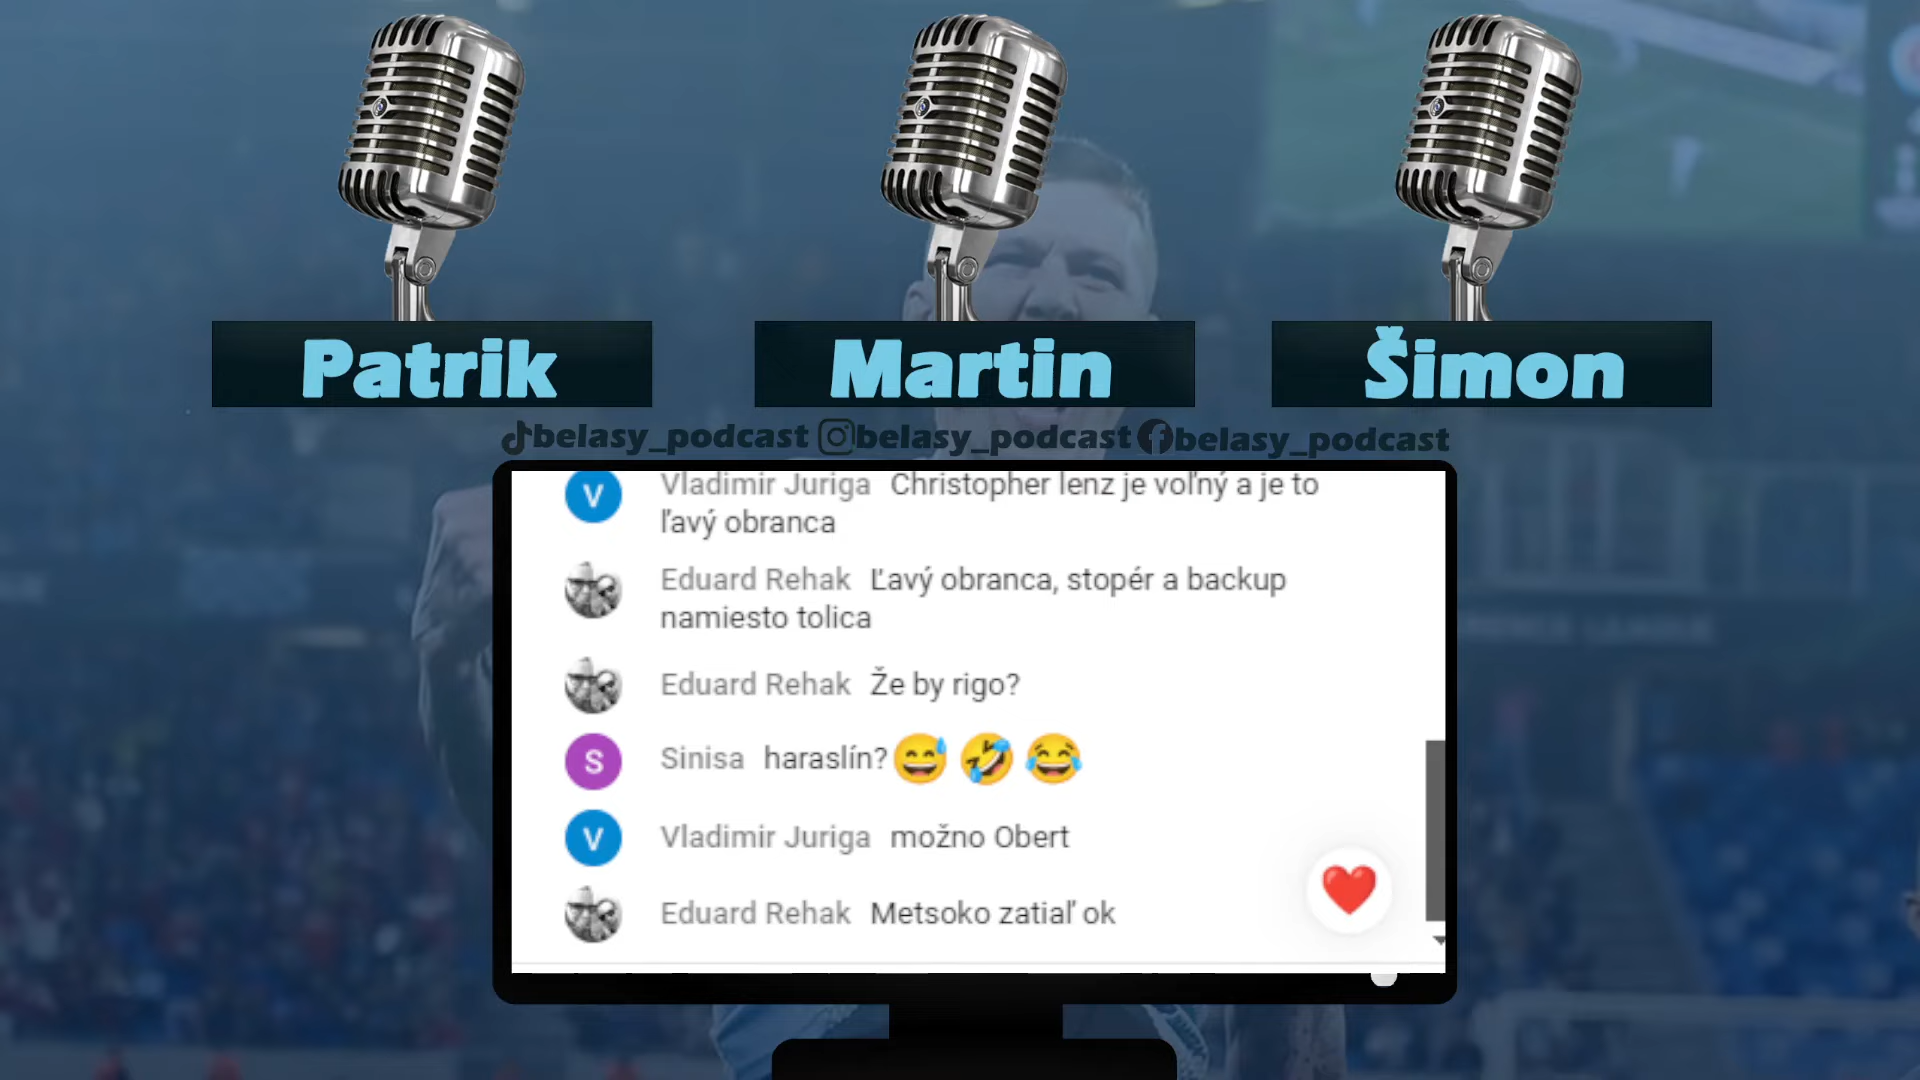 Patrik
Martin
Šimon
belasy_podcast belasy_podcast belasy_podcast
V Vladimir Juriga Christopher lenz je voľný a je to
ľavý obranca
Eduard Rehak Ľavý obranca, stopér a backup
namiesto tolica
Eduard Rehak Že by rigo?
S Sinisa haraslín?😅🤣😂
V Vladimir Juriga možno Obert
Eduard Rehak Metsoko zatiaľ ok